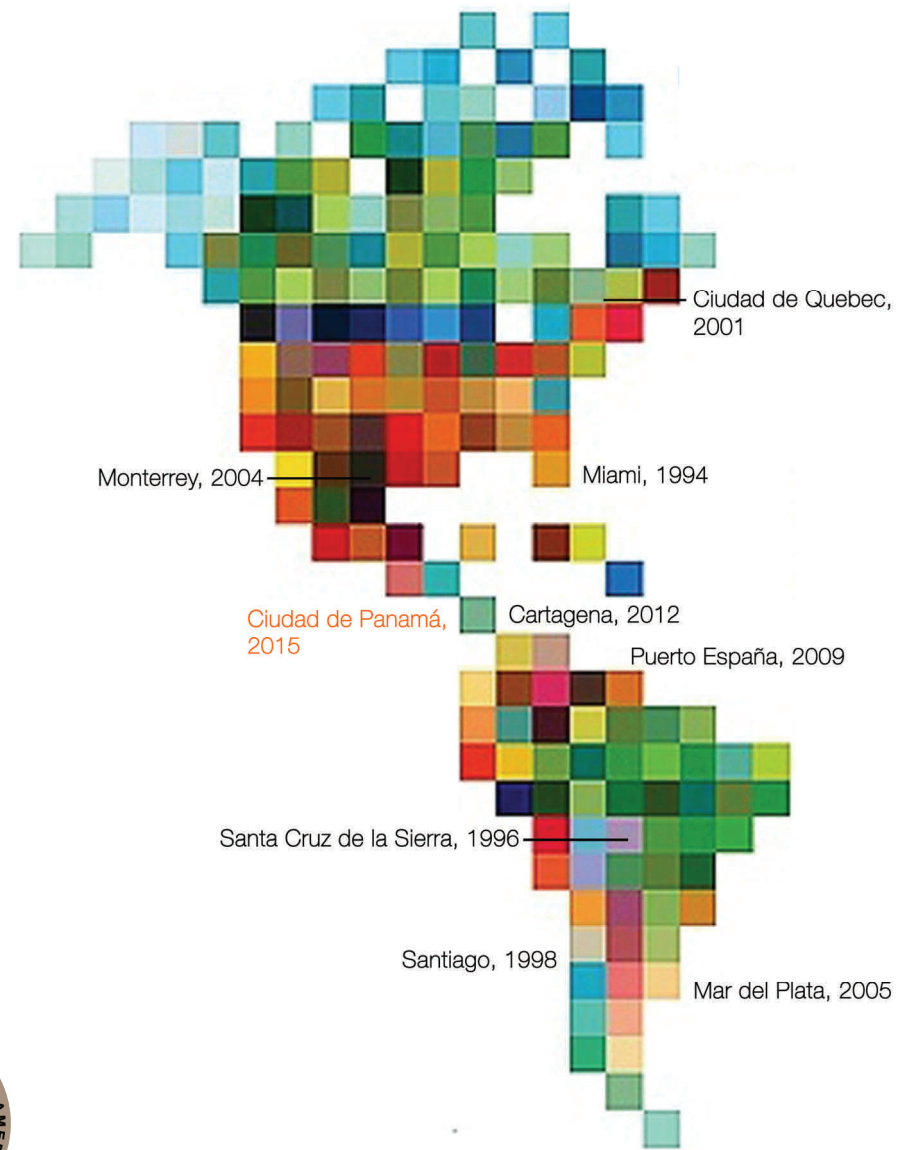 Ciudad de Quebec,
2001
Monterrey, 2004
Miami, 1994
Ciudad de Panamá,
2015
Cartagena, 2012
Puerto España, 2009
Santa Cruz de la Sierra, 1996
Santiago, 1998
Mar del Plata, 2005